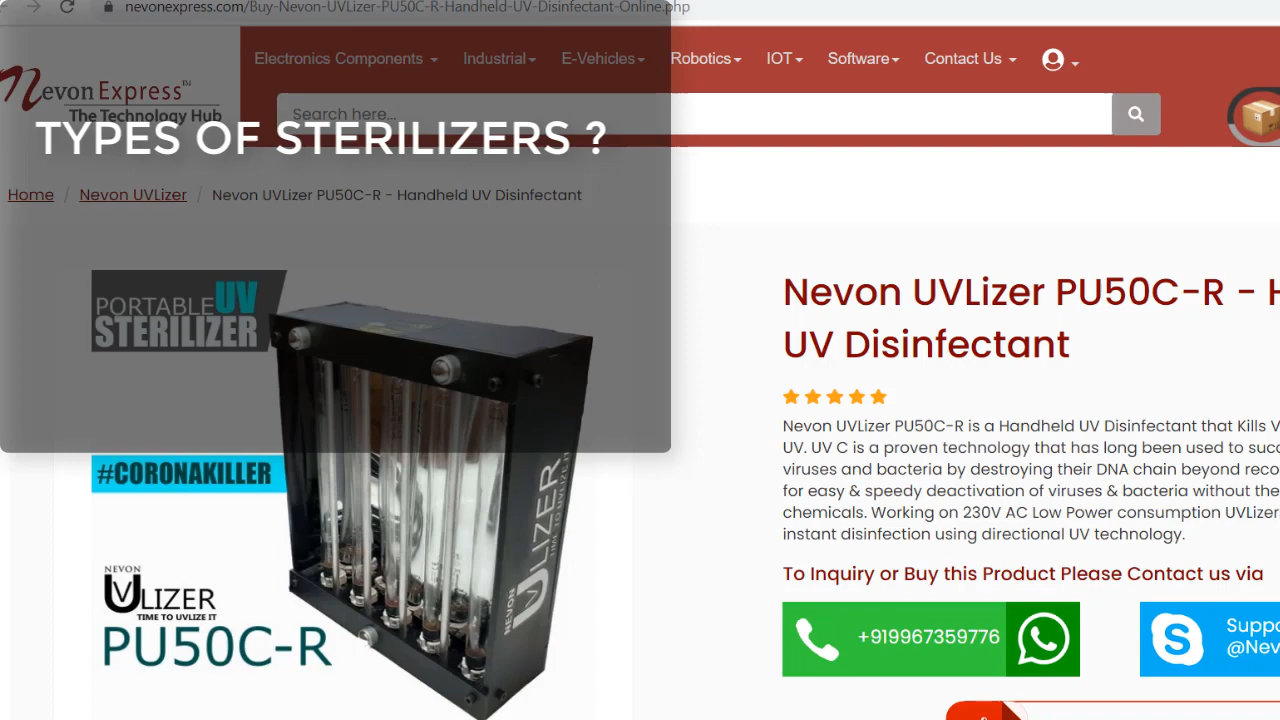 nevonexpress.com/Buy-Nevon-UVLizer-PU50C-R-Handheld-UV-Disinfectant-Online.php
Electronics Components Industrial E-Vehicles Robotics IOT Software Contact Us
Nevon Express™
The Technology Hub
Search here...
TYPES OF STERILIZERS ?
Home / Nevon UVLizer / Nevon UVLizer PU50C-R - Handheld UV Disinfectant
PORTABLE UV
STERILIZER
#CORONAKILLER
NEVON
UVLIZER
TIME TO UVLIZE IT
PU50C-R
NEVON UVLIZER
TIME TO UVLIZE IT
Nevon UVLizer PU50C-R -
UV Disinfectant
Nevon UVLizer PU50C-R is a Handheld UV Disinfectant that Kills
UV. UV C is a proven technology that has long been used to
viruses and bacteria by destroying their DNA chain beyond
for easy & speedy deactivation of viruses & bacteria without
chemicals. Working on 230V AC Low Power consumption
instant disinfection using directional UV technology.
To Inquiry or Buy this Product Please Contact us via
+919967359776